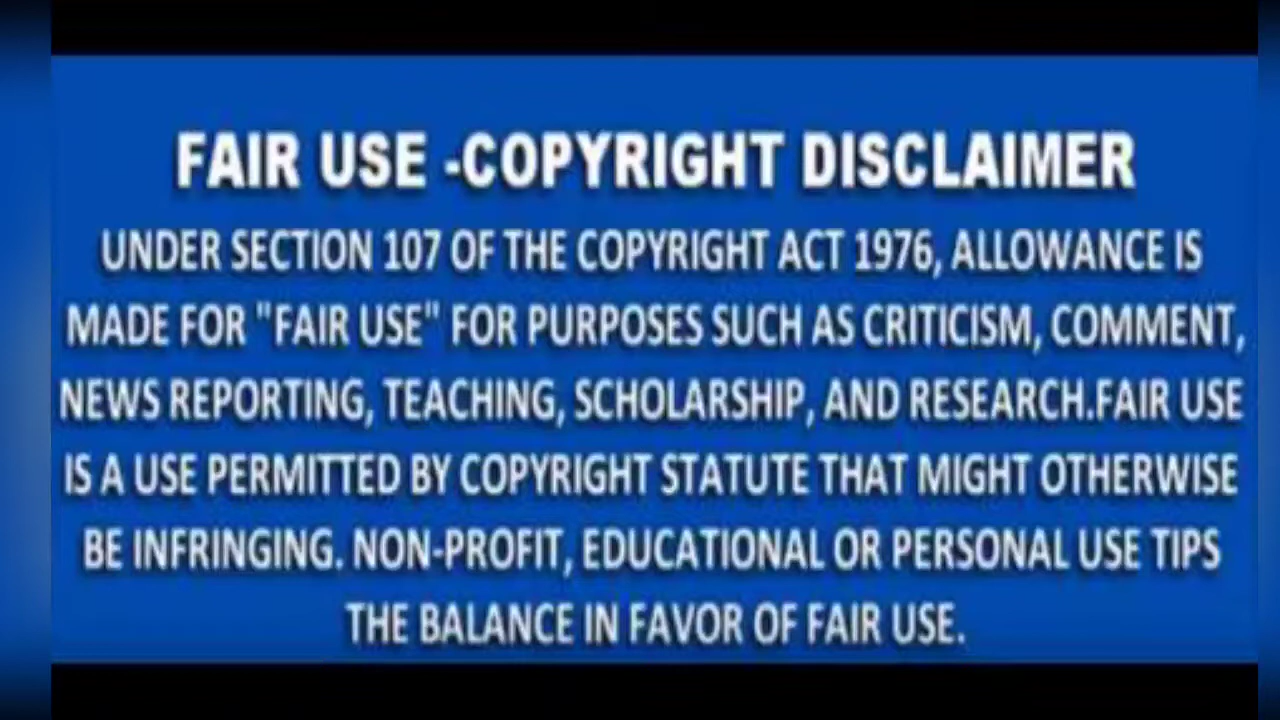 FAIR USE -COPYRIGHT DISCLAIMER
UNDER SECTION 107 OF THE COPYRIGHT ACT 1976, ALLOWANCE IS
MADE FOR "FAIR USE" FOR PURPOSES SUCH AS CRITICISM, COMMENT,
NEWS REPORTING, TEACHING, SCHOLARSHIP, AND RESEARCH.FAIR USE
IS A USE PERMITTED BY COPYRIGHT STATUTE THAT MIGHT OTHERWISE
BE INFRINGING. NON-PROFIT, EDUCATIONAL OR PERSONAL USE TIPS
THE BALANCE IN FAVOR OF FAIR USE.